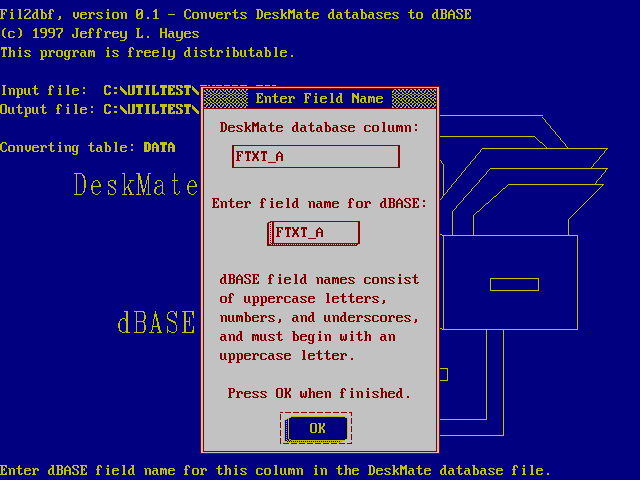 Fil2dbf, version 0.1 - Converts DeskMate databases to dBASE
(c) 1997 Jeffrey L. Hayes
This program is freely distributable.
Input file:  C:\UTILTEST\
Output file: C:\UTILTEST\
Converting table: DATA
DeskMate
dBASE
Enter Field Name
DeskMate database column:
FTXT_A
Enter field name for dBASE:
FTXT_A
dBASE field names consist
of uppercase letters,
numbers, and underscores,
and must begin with an
uppercase letter.
Press OK when finished.
OK
Enter dBASE field name for this column in the DeskMate database file.